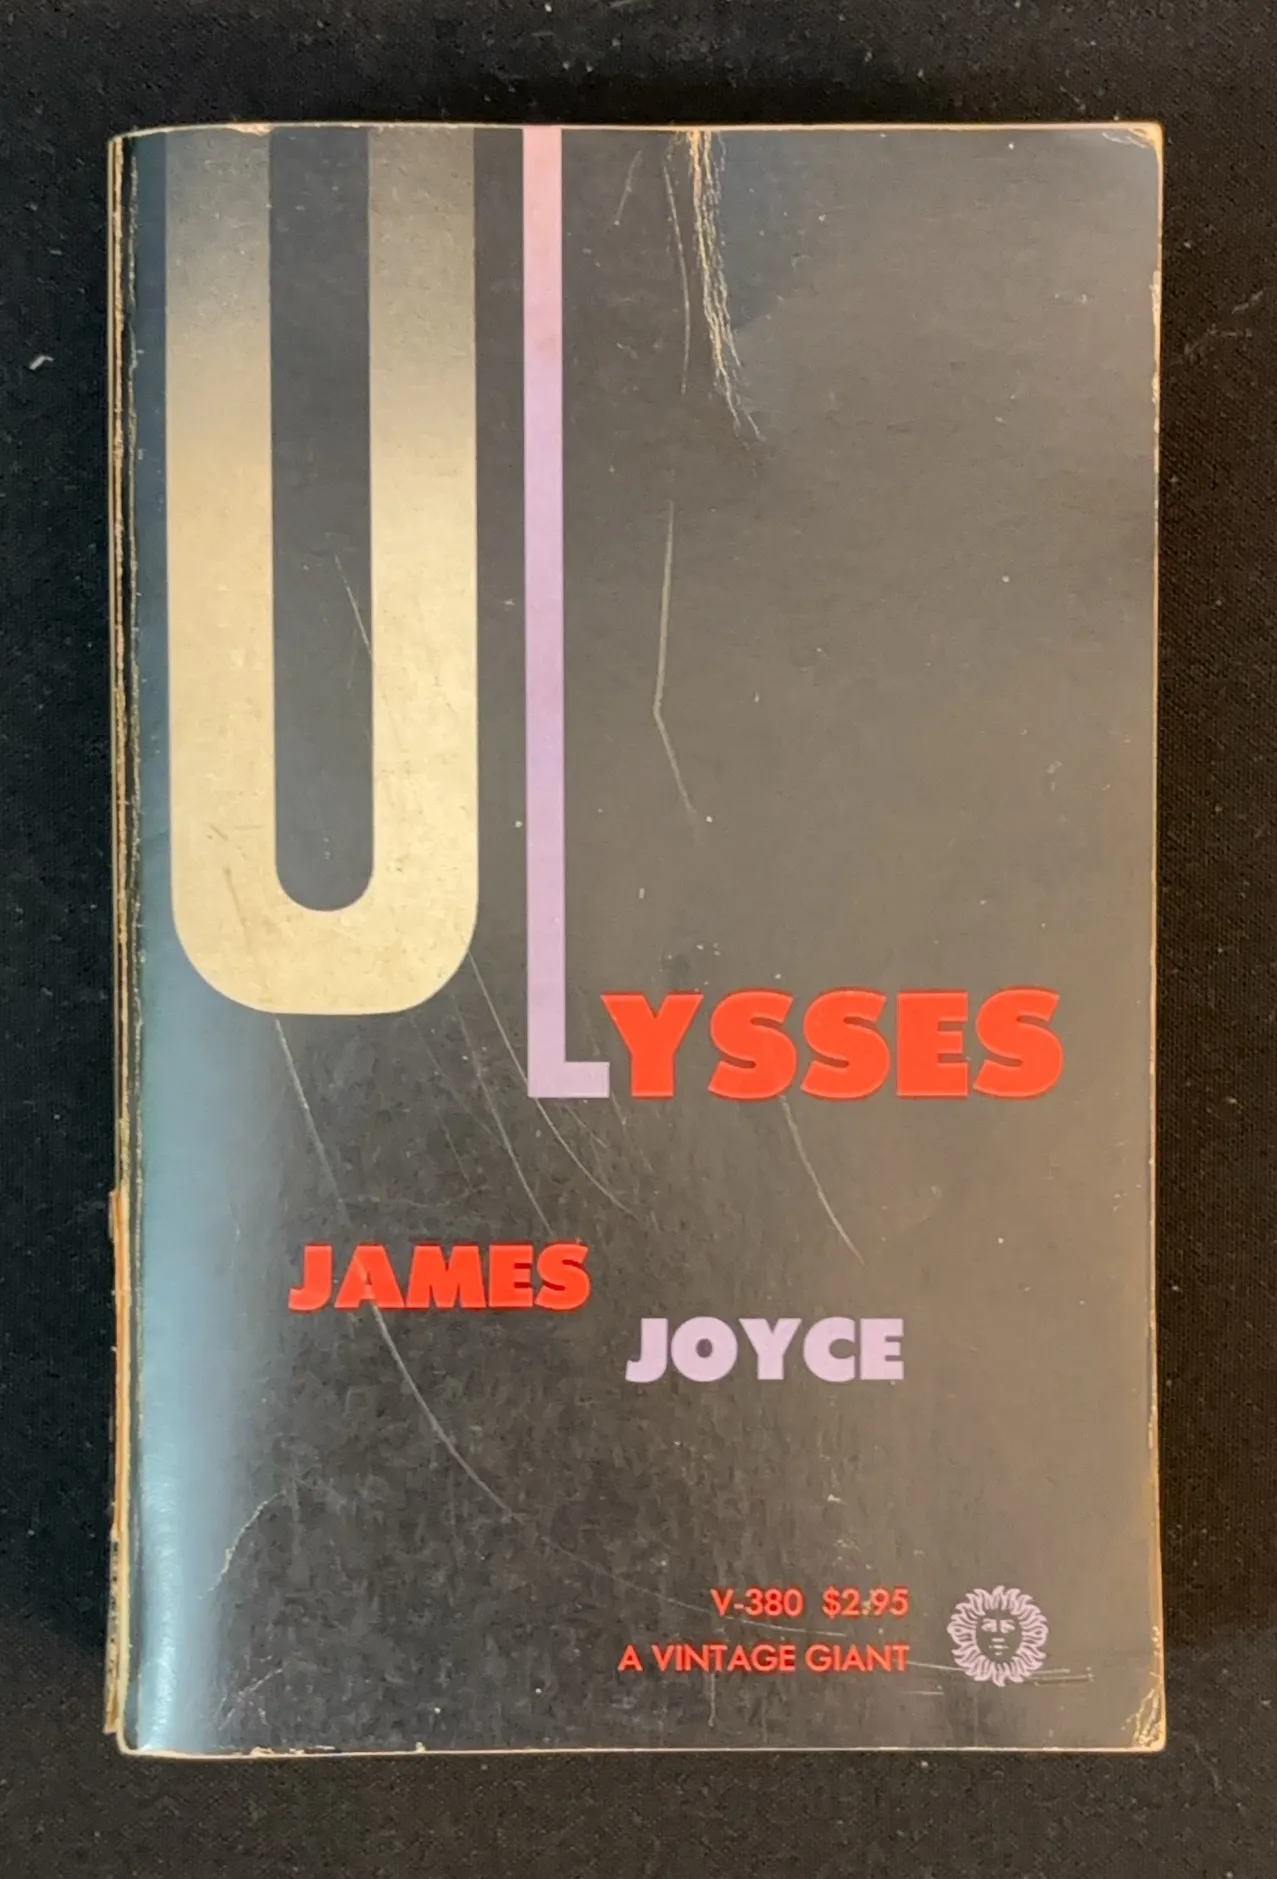 ULYSSES
JAMES
JOYCE
V-380 $2.95
A VINTAGE GIANT